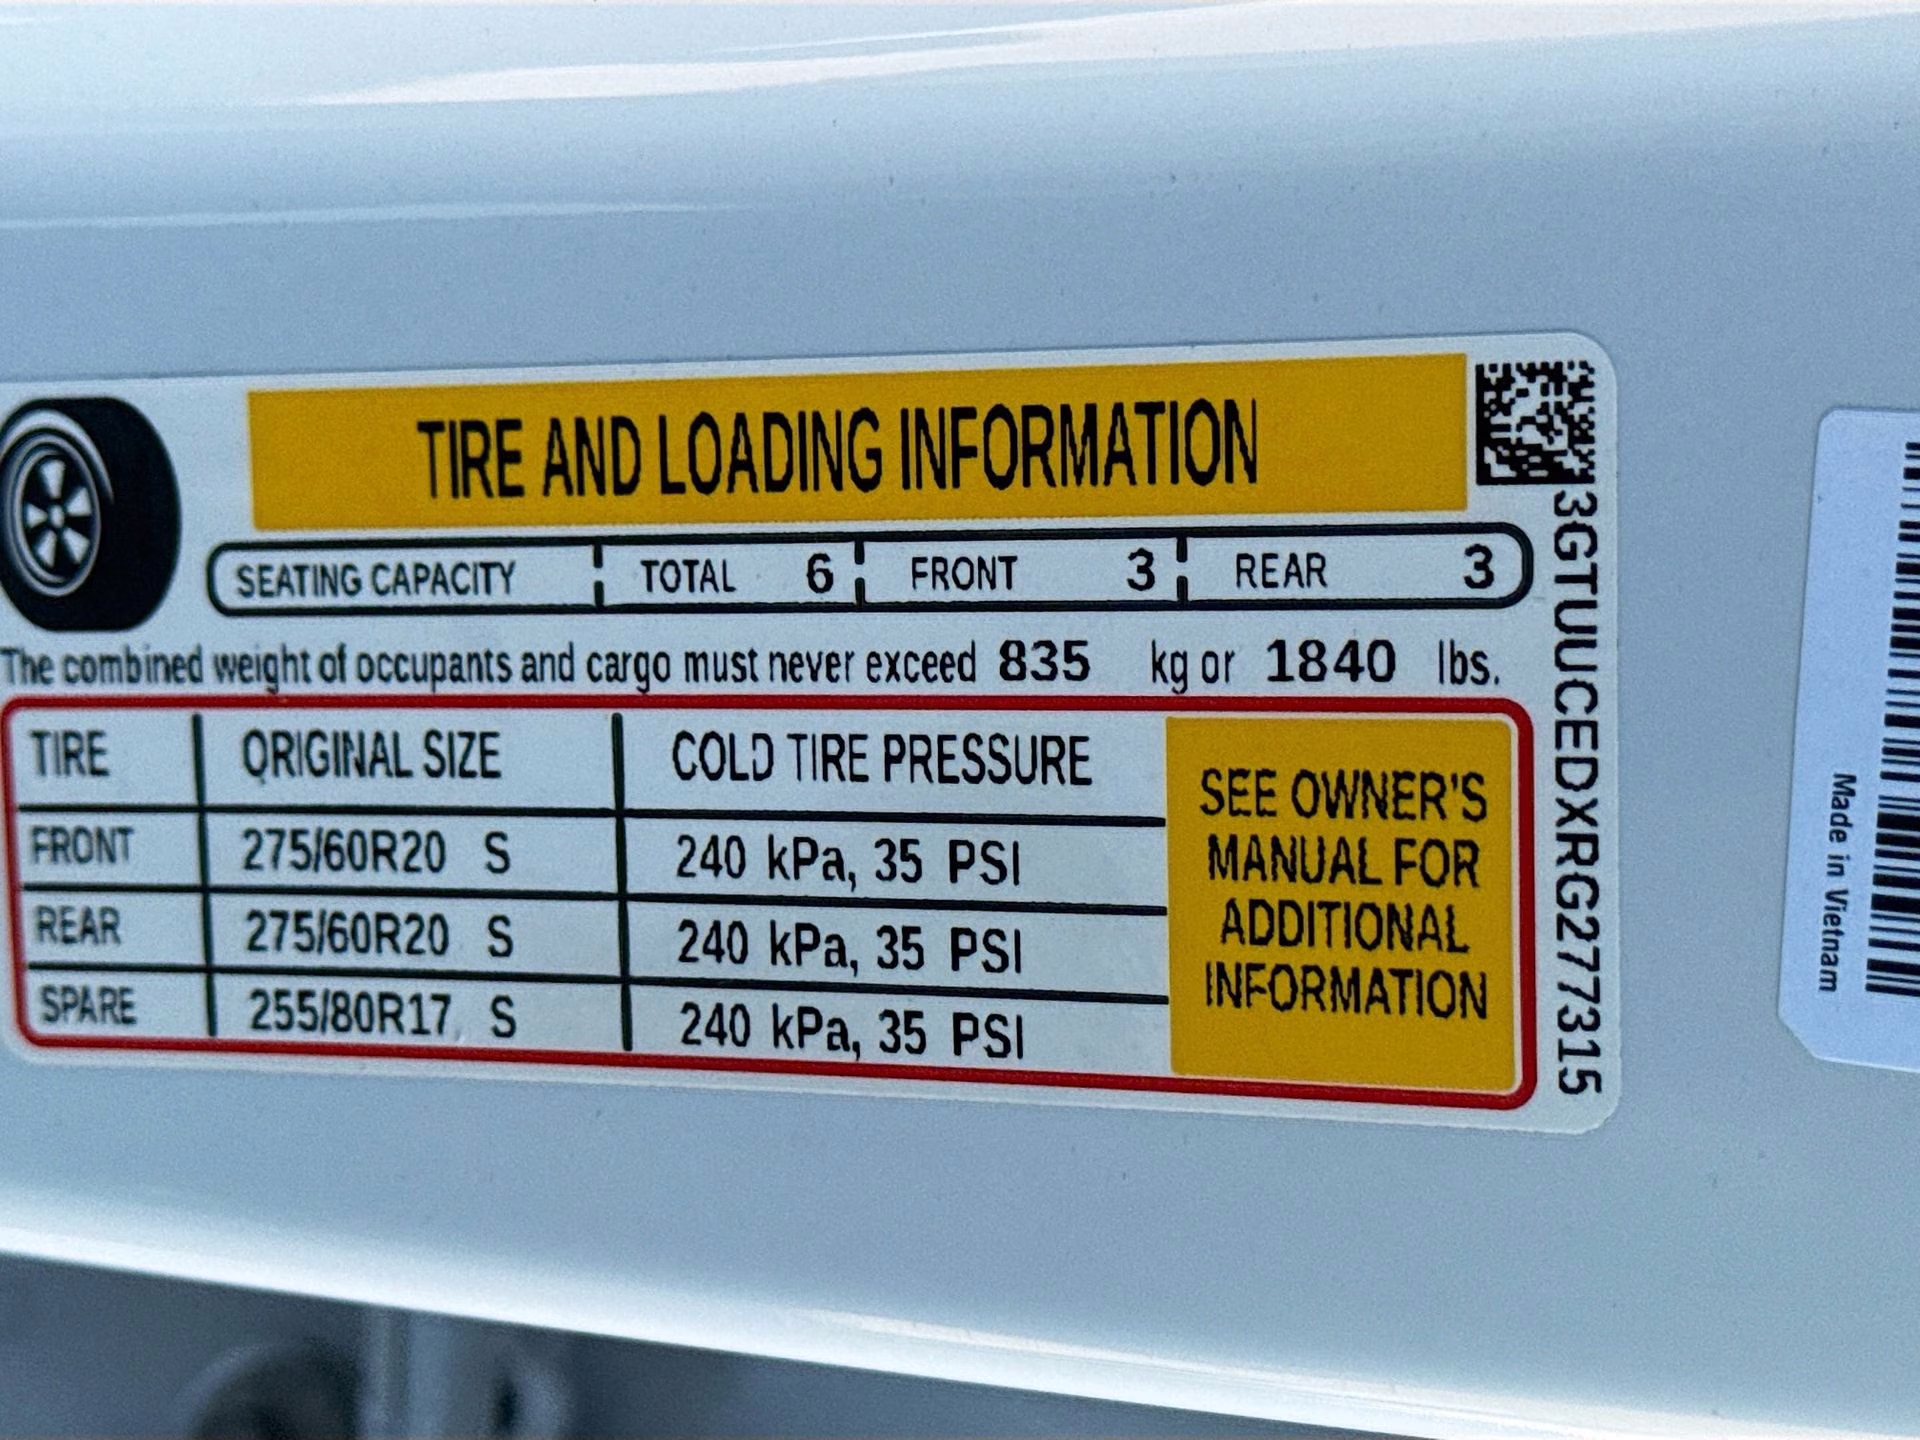 TIRE AND LOADING INFORMATION
SEATING CAPACITY TOTAL 6 FRONT 3 REAR 3
The combined weight of occupants and cargo must never exceed 835 kg or 1840 lbs.
TIRE ORIGINAL SIZE COLD TIRE PRESSURE
FRONT 275/60R20 S 240 kPa, 35 PSI
REAR 275/60R20 S 240 kPa, 35 PSI
SPARE 255/80R17 S 240 kPa, 35 PSI
SEE OWNER'S
MANUAL FOR
ADDITIONAL
INFORMATION
3GTUUCEDXRG277315
Made in Vietnam